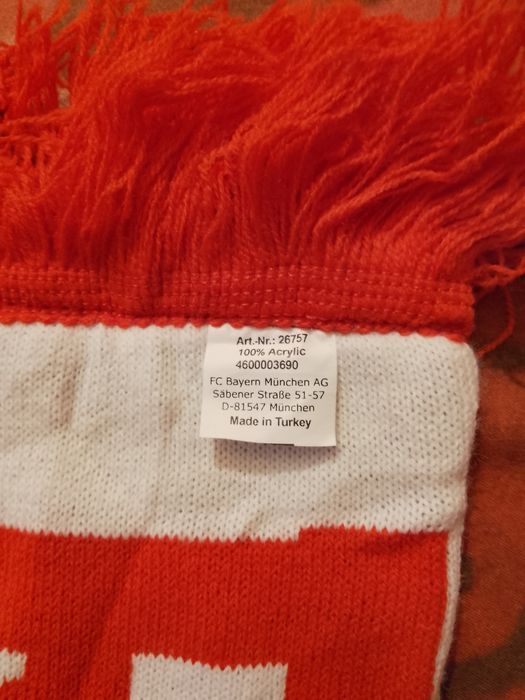 Art.-Nr.: 26757
100% Acrylic
4600003690
FC Bayern München AG
Säbener Straße 51-57
D-81547 München
Made in Turkey